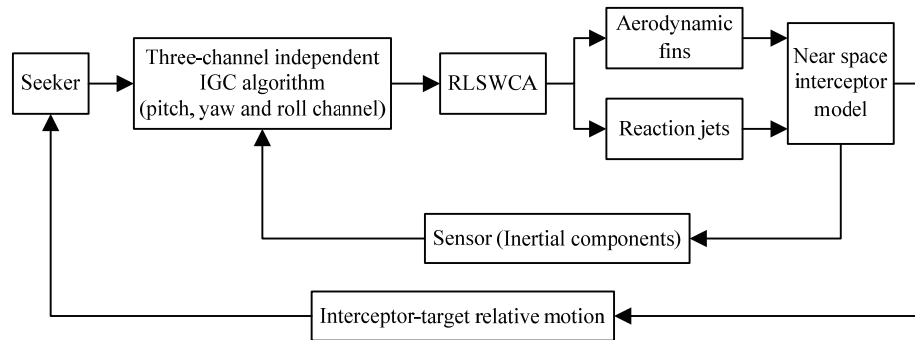 Seeker
Three-channel independent
IGC algorithm
(pitch, yaw and roll channel)
RLSWCA
Aerodynamic
fins
Reaction jets
Near space
interceptor
model
Sensor (Inertial components)
Interceptor-target relative motion